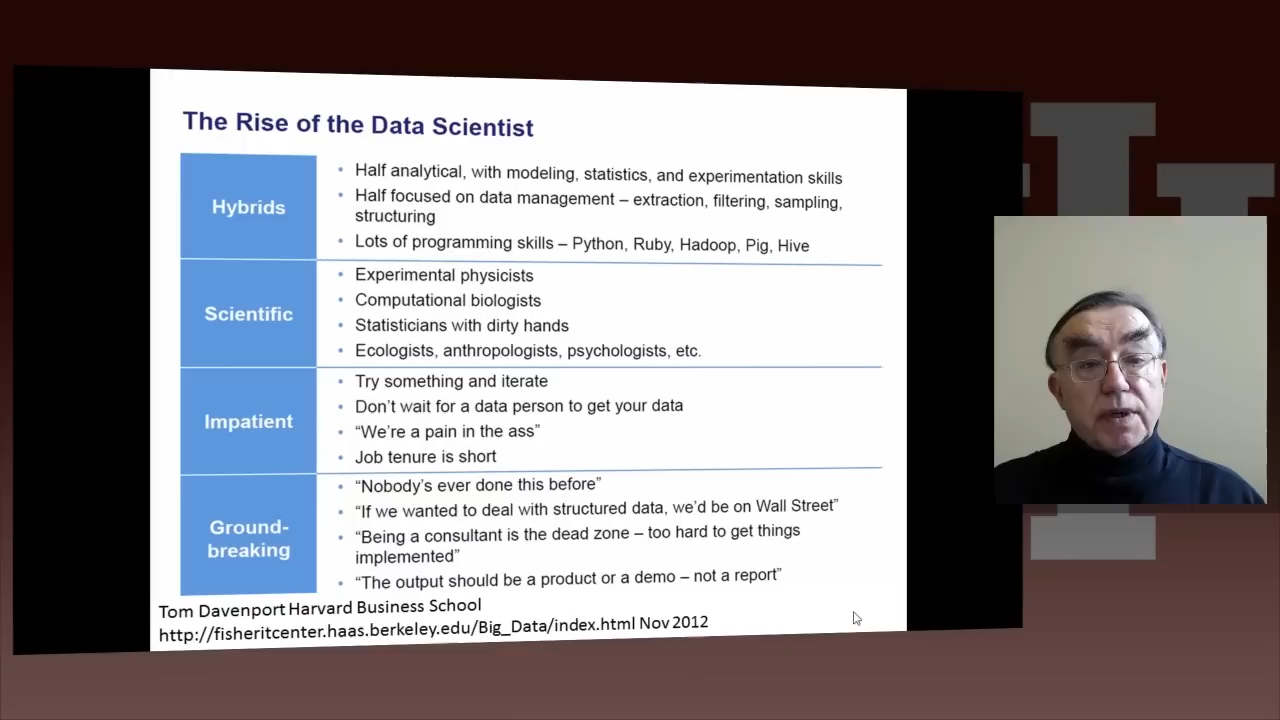 The Rise of the Data Scientist
Hybrids
• Half analytical, with modeling, statistics, and experimentation skills
• Half focused on data management – extraction, filtering, sampling,
structuring
• Lots of programming skills – Python, Ruby, Hadoop, Pig, Hive
Scientific
• Experimental physicists
• Computational biologists
• Statisticians with dirty hands
• Ecologists, anthropologists, psychologists, etc.
Impatient
• Try something and iterate
• Don’t wait for a data person to get your data
• “We’re a pain in the ass”
• Job tenure is short
Ground-
breaking
• “Nobody’s ever done this before”
• “If we wanted to deal with structured data, we’d be on Wall Street”
• “Being a consultant is the dead zone – too hard to get things
implemented”
• “The output should be a product or a demo – not a report”
Tom Davenport Harvard Business School
http://fisheritcenter.haas.berkeley.edu/Big_Data/index.html Nov 2012